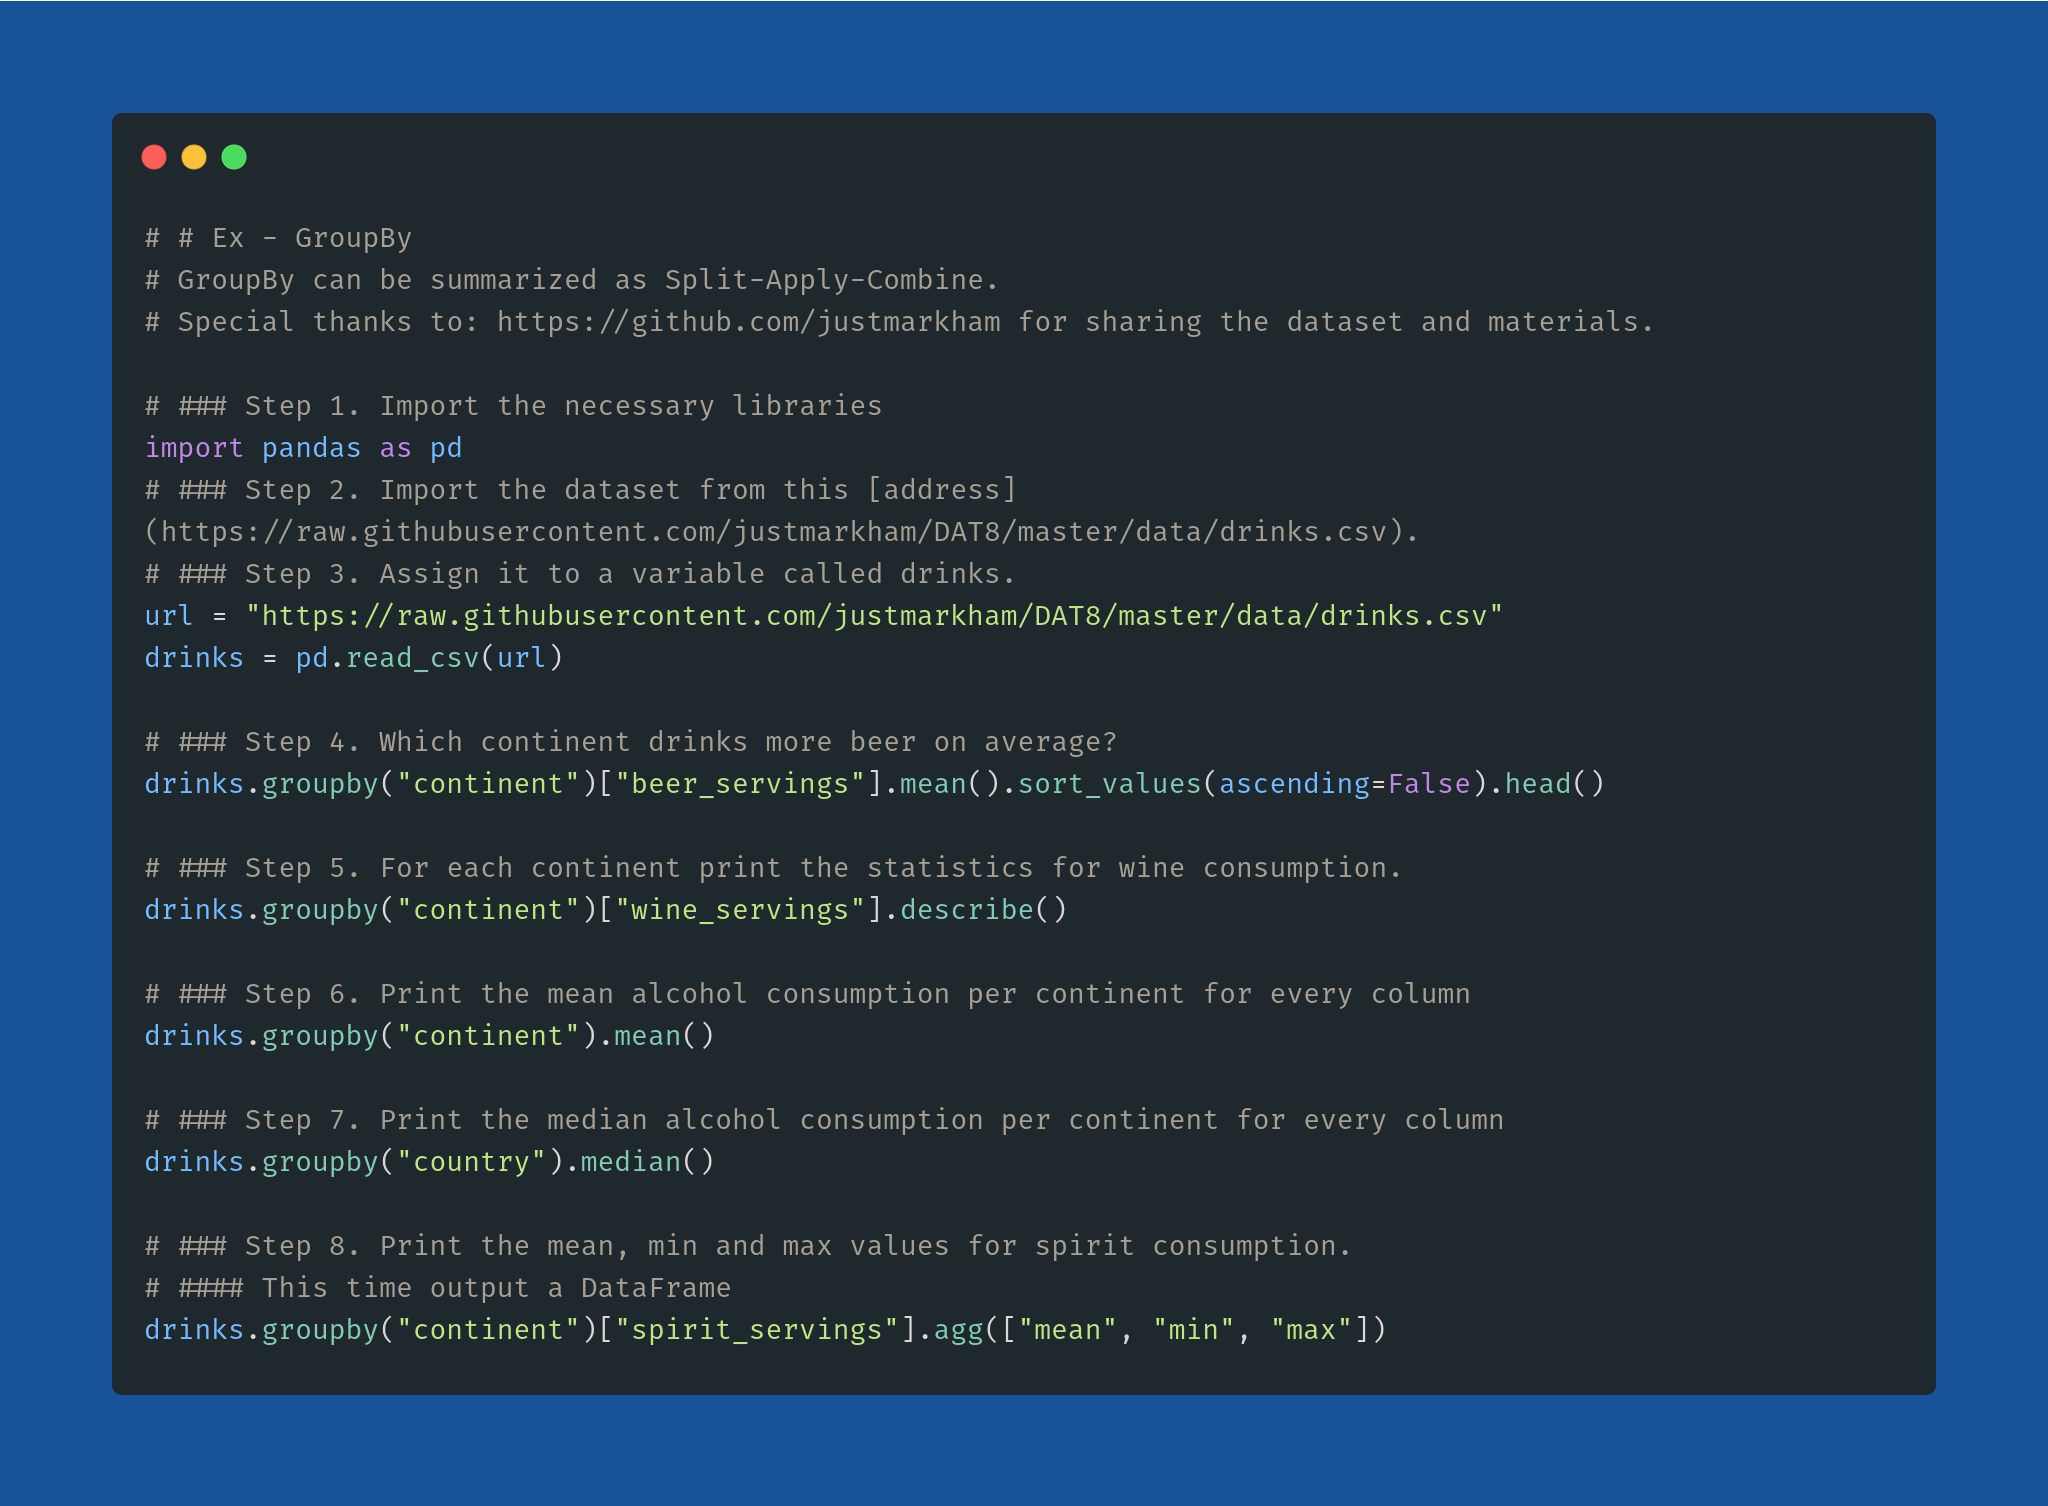 # # Ex - GroupBy
# GroupBy can be summarized as Split-Apply-Combine.
# Special thanks to: https://github.com/justmarkham for sharing the dataset and materials.
# ### Step 1. Import the necessary libraries
import pandas as pd
# ### Step 2. Import the dataset from this [address]
(https://raw.githubusercontent.com/justmarkham/DAT8/master/data/drinks.csv).
# ### Step 3. Assign it to a variable called drinks.
url = "https://raw.githubusercontent.com/justmarkham/DAT8/master/data/drinks.csv"
drinks = pd.read_csv(url)
# ### Step 4. Which continent drinks more beer on average?
drinks.groupby("continent")["beer_servings"].mean().sort_values(ascending=False).head()
# ### Step 5. For each continent print the statistics for wine consumption.
drinks.groupby("continent")["wine_servings"].describe()
# ### Step 6. Print the mean alcohol consumption per continent for every column
drinks.groupby("continent").mean()
# ### Step 7. Print the median alcohol consumption per continent for every column
drinks.groupby("country").median()
# ### Step 8. Print the mean, min and max values for spirit consumption.
# #### This time output a DataFrame
drinks.groupby("continent")["spirit_servings"].agg(["mean", "min", "max"])